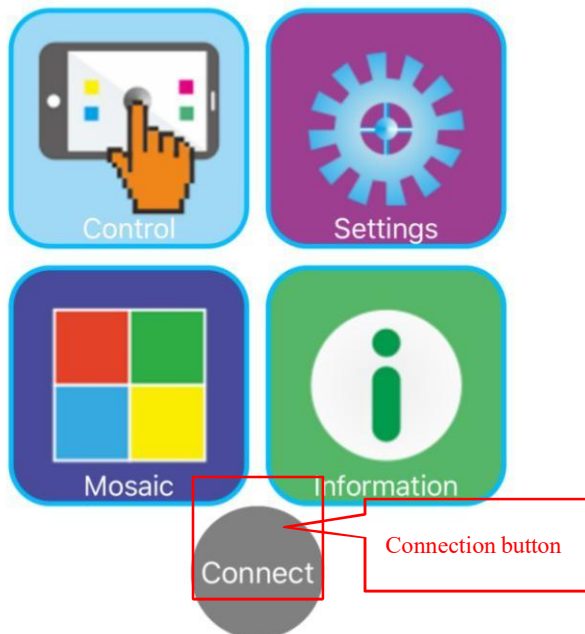 Control
Settings
Mosaic
Information
Connection button
Connect